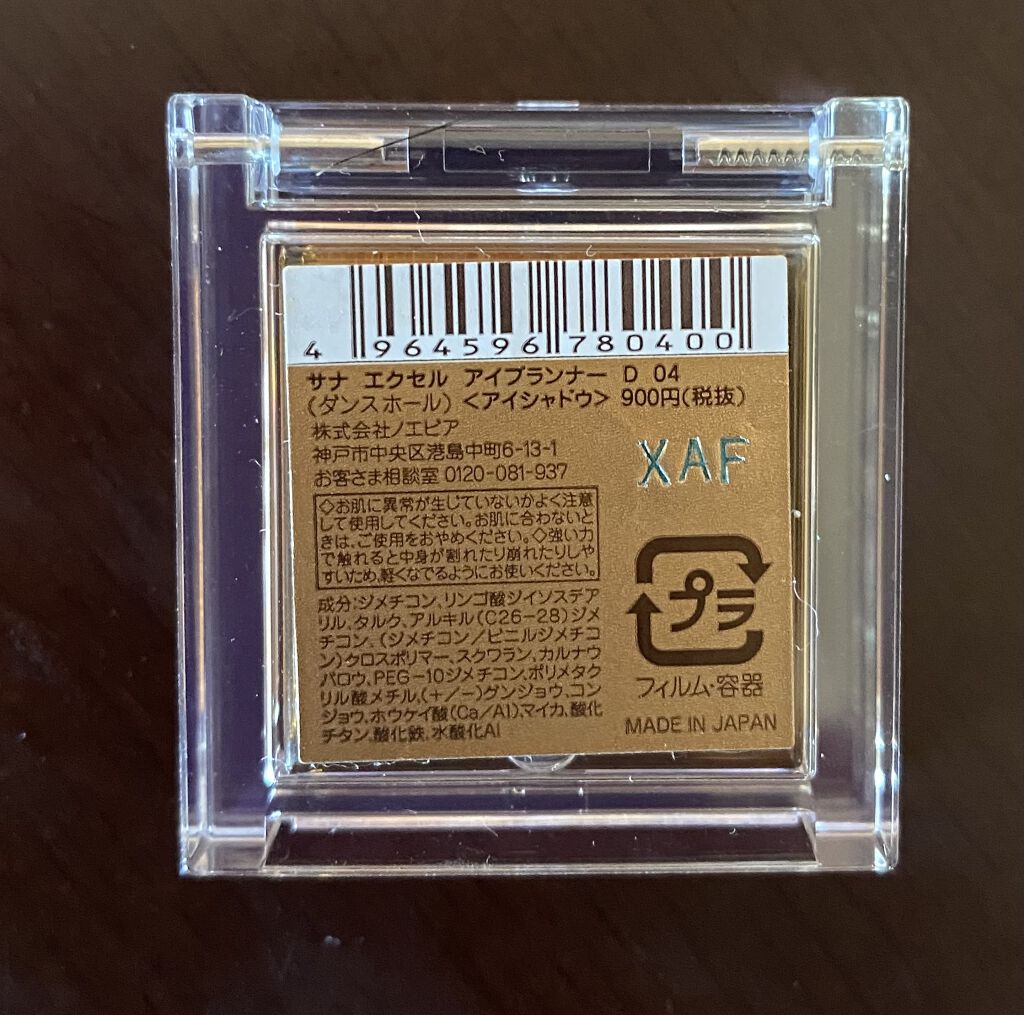 4 964596 780400
サナ エクセル アイプランナー D 04
(ダンスホール) <アイシャドウ> 900円(税抜)
株式会社ノエビア
神戸市中央区港島中町6-13-1
お客さま相談室 0120-081-937
XAF
◇お肌に異常が生じていないかよく注意
して使用してください。お肌に合わないと
きは、ご使用をおやめください。◇強い力
で触れると中身が割れたり崩れたりしや
すいため、軽くなでるようにお使いください。
成分:ジメチコン、リンゴ酸ジイソステア
リル、タルク、アルキル(C26-28)ジメ
チコン、(ジメチコン/ビニルジメチコ
ン)クロスポリマー、スクワラン、カルナウ
バロウ、PEG-10ジメチコン、ポリメタク
リル酸メチル、(+/-)グンジョウ、コン
ジョウ、ホウケイ酸(Ca/Al)、マイカ、酸化
チタン、酸化鉄、水酸化Al
プラ
フィルム・容器
MADE IN JAPAN